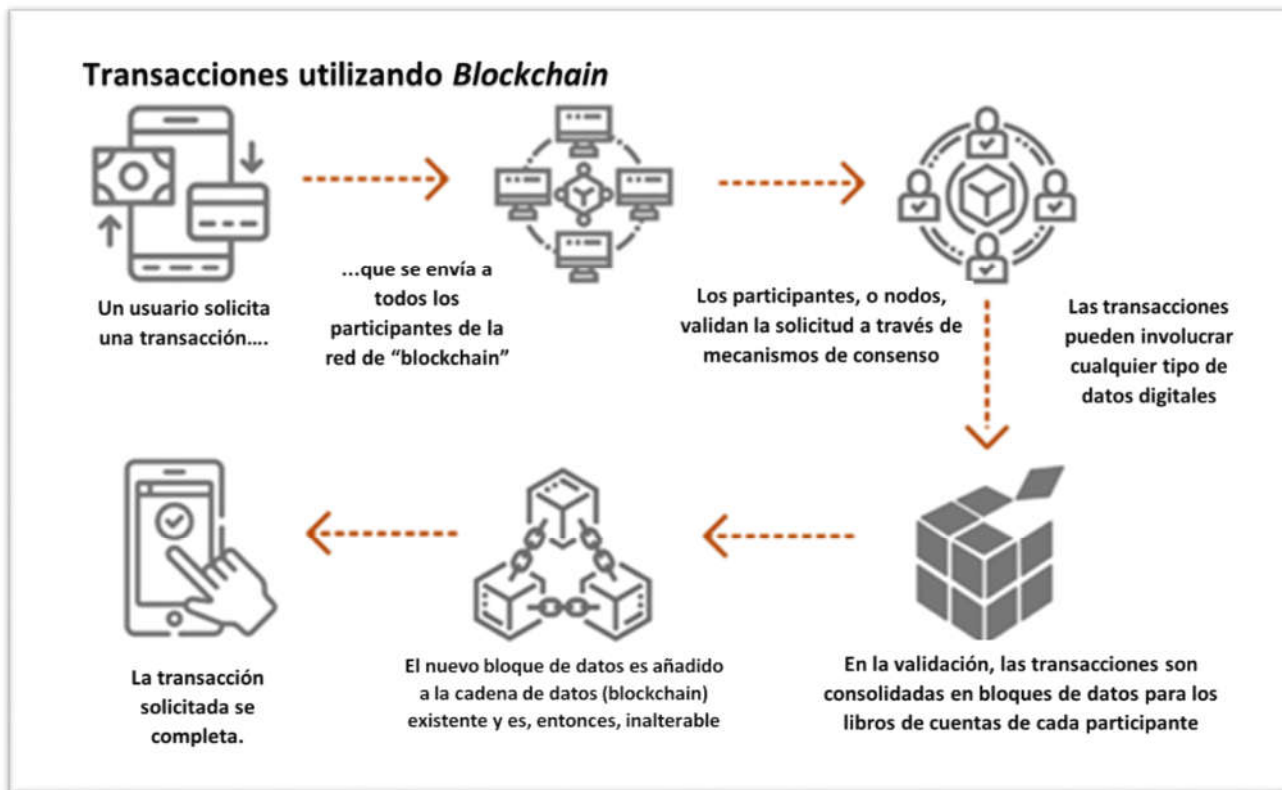 Transacciones utilizando Blockchain
Un usuario solicita
una transacción....
...que se envía a
todos los
participantes de la
red de “blockchain”
Los participantes, o nodos,
validan la solicitud a través de
mecanismos de consenso
Las transacciones
pueden involucrar
cualquier tipo de
datos digitales
En la validación, las transacciones son
consolidadas en bloques de datos para los
libros de cuentas de cada participante
El nuevo bloque de datos es añadido
a la cadena de datos (blockchain)
existente y es, entonces, inalterable
La transacción
solicitada se
completa.